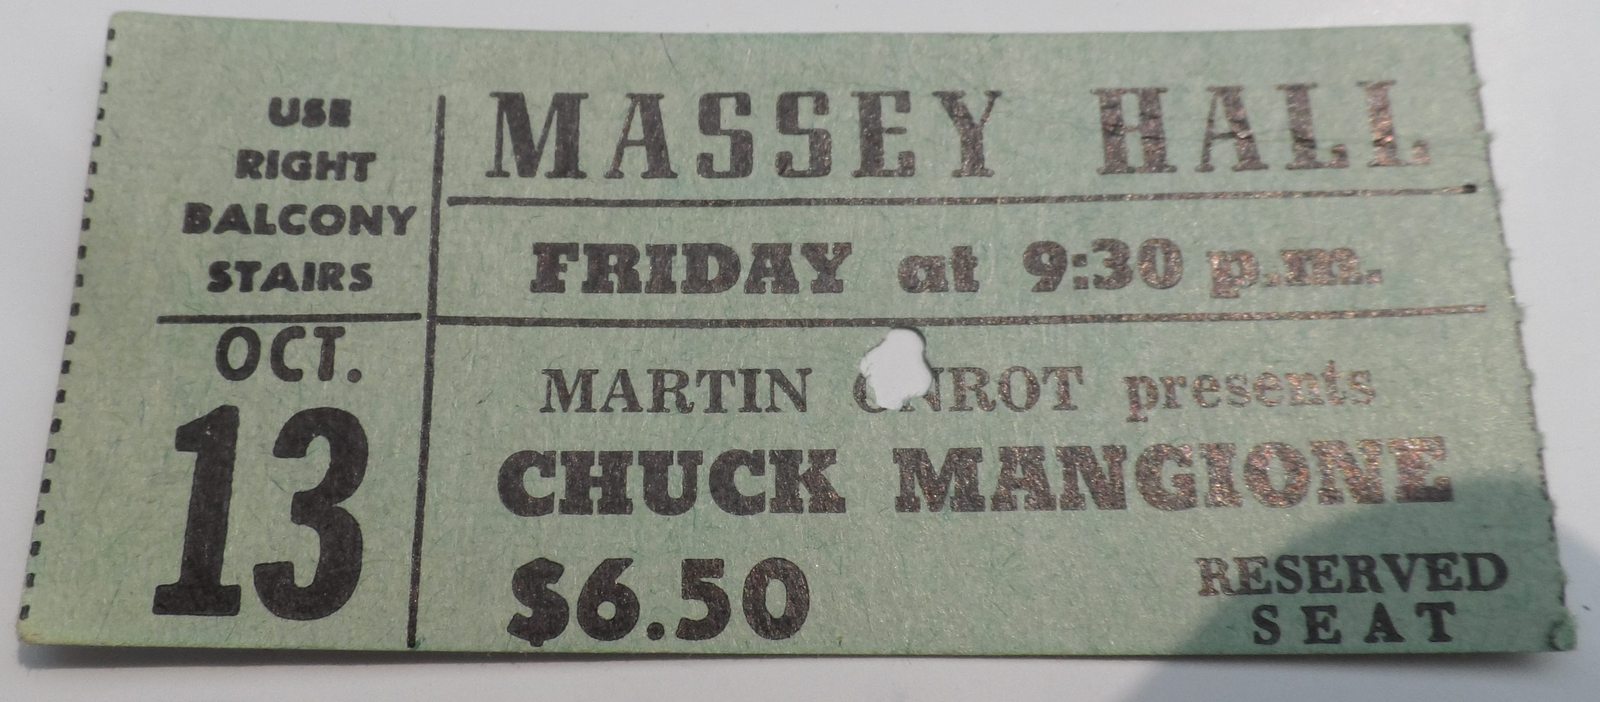 USE
RIGHT
BALCONY
STAIRS
OCT.
13
MASSEY HALL
FRIDAY at 9:30 p.m.
MARTIN ONROT presents
CHUCK MANGIONE
$6.50
RESERVED
SEAT